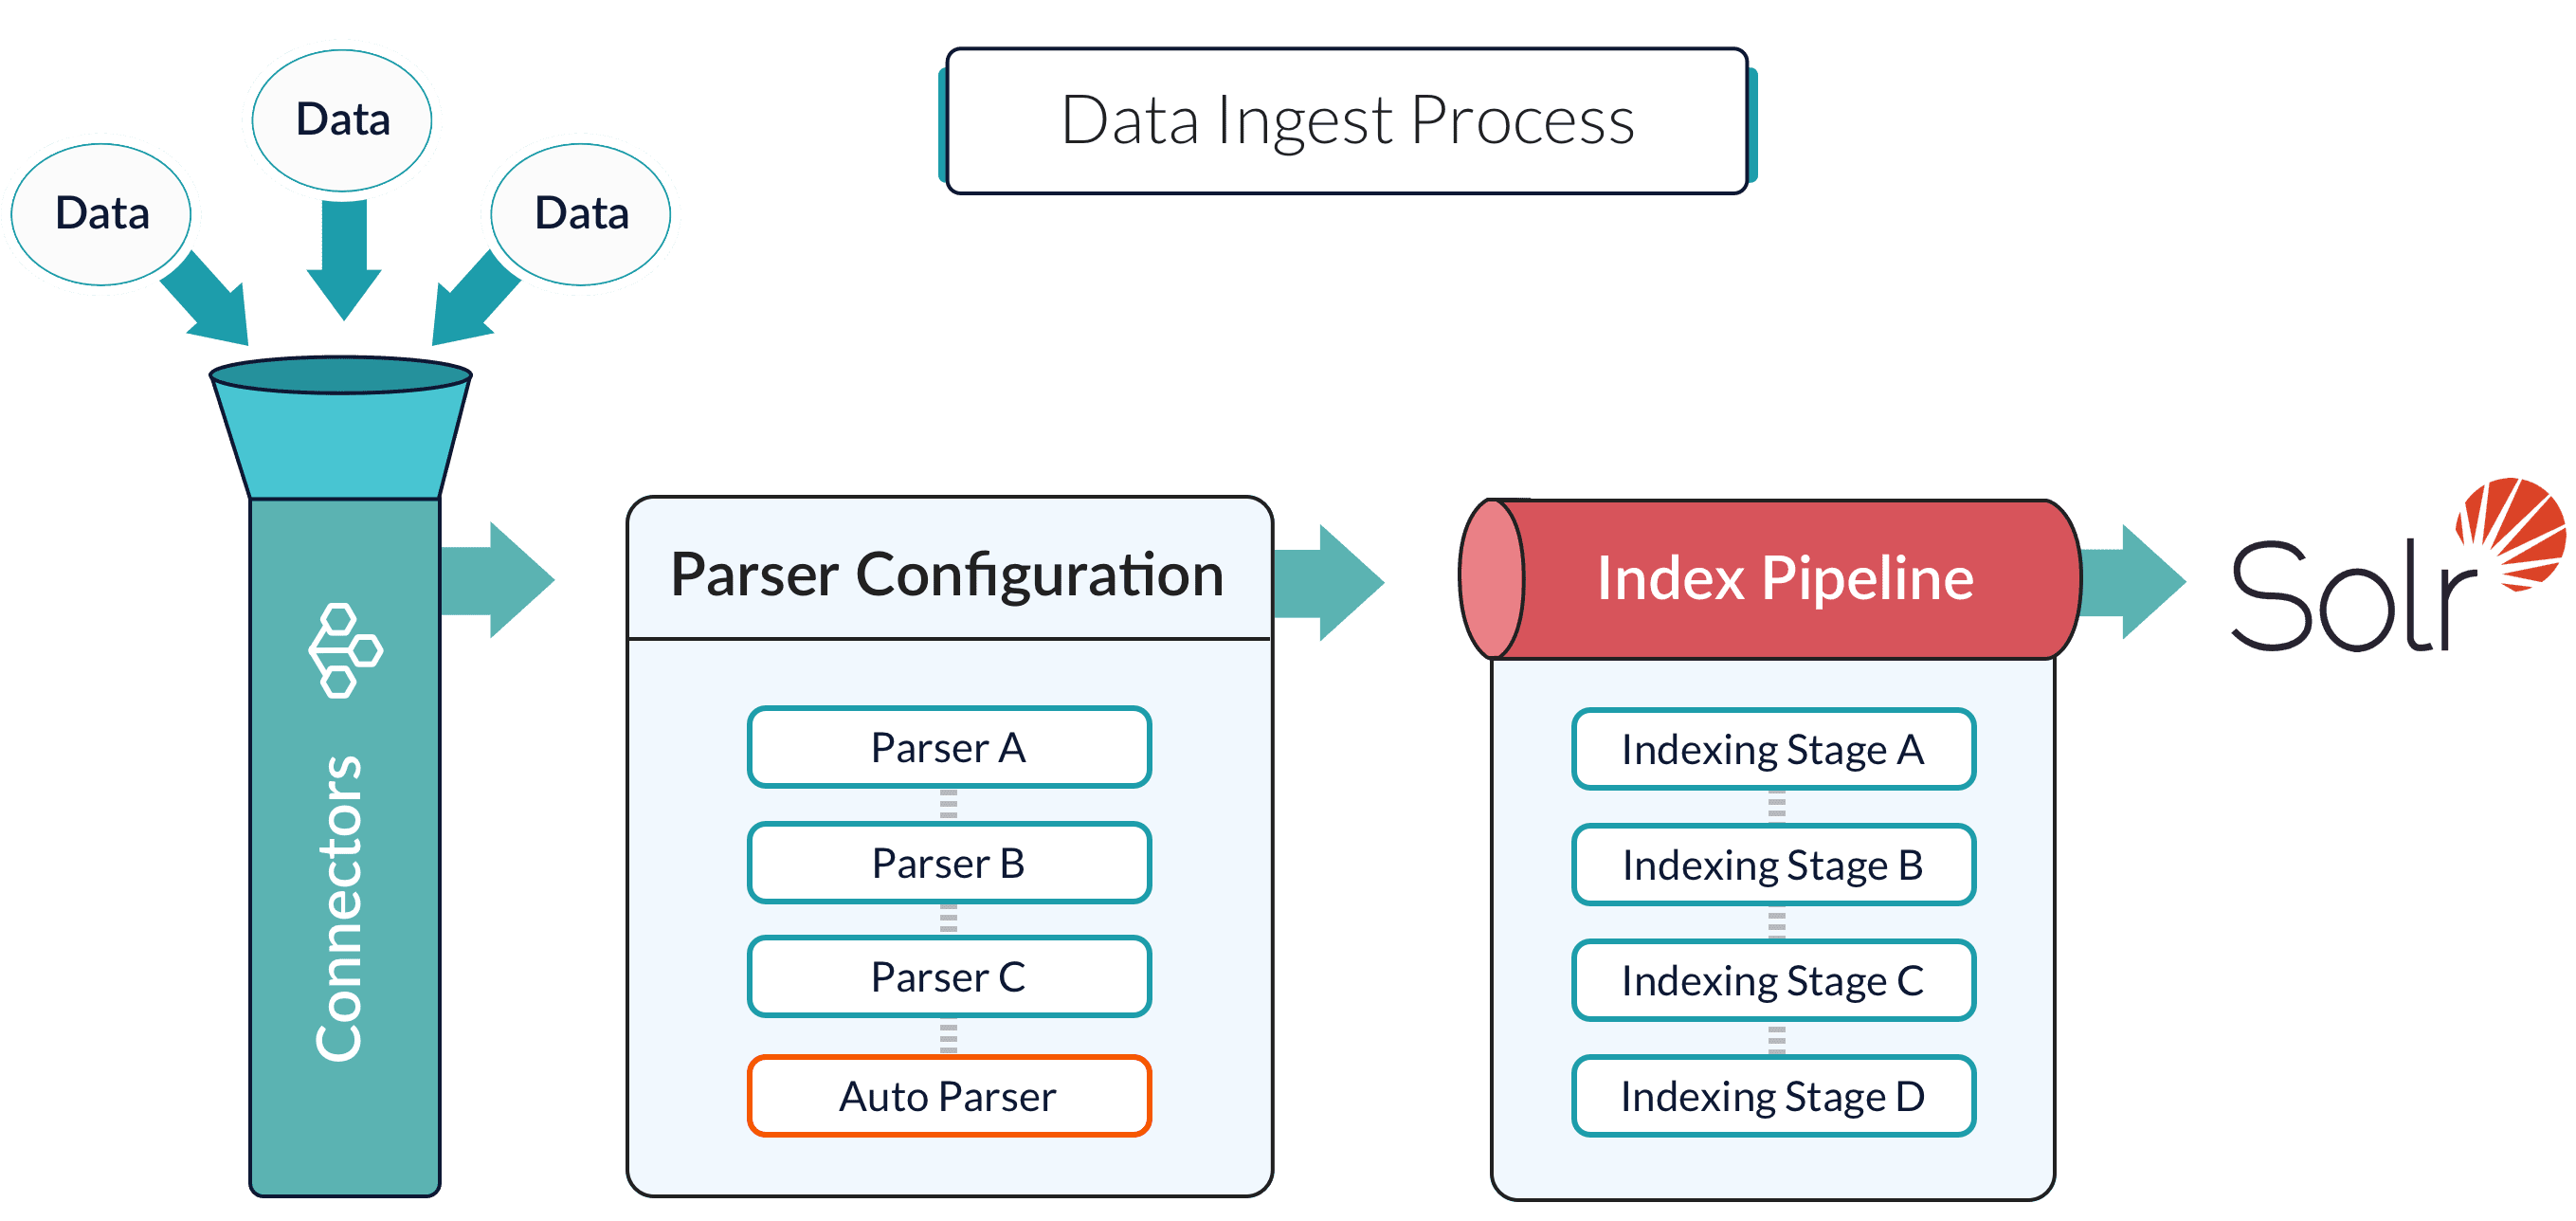 Data Ingest Process
Data
Data
Data
Connectors
Parser Configuration
Parser A
Parser B
Parser C
Auto Parser
Index Pipeline
Indexing Stage A
Indexing Stage B
Indexing Stage C
Indexing Stage D
Solr